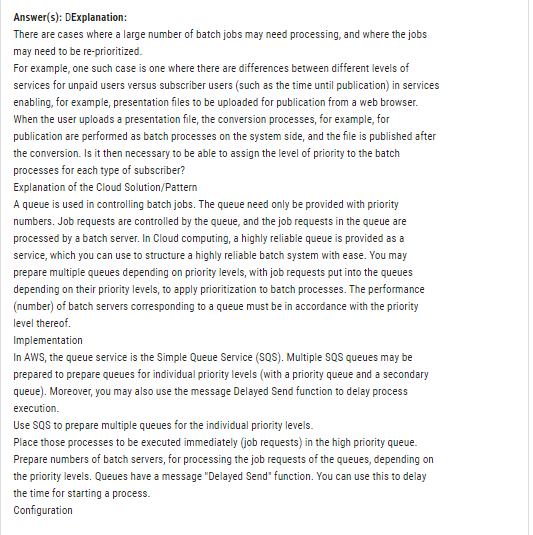 Answer(s): DExplanation:
There are cases where a large number of batch jobs may need processing, and where the jobs
may need to be re-prioritized.
For example, one such case is one where there are differences between different levels of
services for unpaid users versus subscriber users (such as the time until publication) in services
enabling, for example, presentation files to be uploaded for publication from a web browser.
When the user uploads a presentation file, the conversion processes, for example, for
publication are performed as batch processes on the system side, and the file is published after
the conversion. Is it then necessary to be able to assign the level of priority to the batch
processes for each type of subscriber?
Explanation of the Cloud Solution/Pattern
A queue is used in controlling batch jobs. The queue need only be provided with priority
numbers. Job requests are controlled by the queue, and the job requests in the queue are
processed by a batch server. In Cloud computing, a highly reliable queue is provided as a
service, which you can use to structure a highly reliable batch system with ease. You may
prepare multiple queues depending on priority levels, with job requests put into the queues
depending on their priority levels, to apply prioritization to batch processes. The performance
(number) of batch servers corresponding to a queue must be in accordance with the priority
level thereof.
Implementation
In AWS, the queue service is the Simple Queue Service (SQS). Multiple SQS queues may be
prepared to prepare queues for individual priority levels (with a priority queue and a secondary
queue). Moreover, you may also use the message Delayed Send function to delay process
execution.
Use SQS to prepare multiple queues for the individual priority levels.
Place those processes to be executed immediately (job requests) in the high priority queue.
Prepare numbers of batch servers, for processing the job requests of the queues, depending on
the priority levels. Queues have a message "Delayed Send" function. You can use this to delay
the time for starting a process.
Configuration